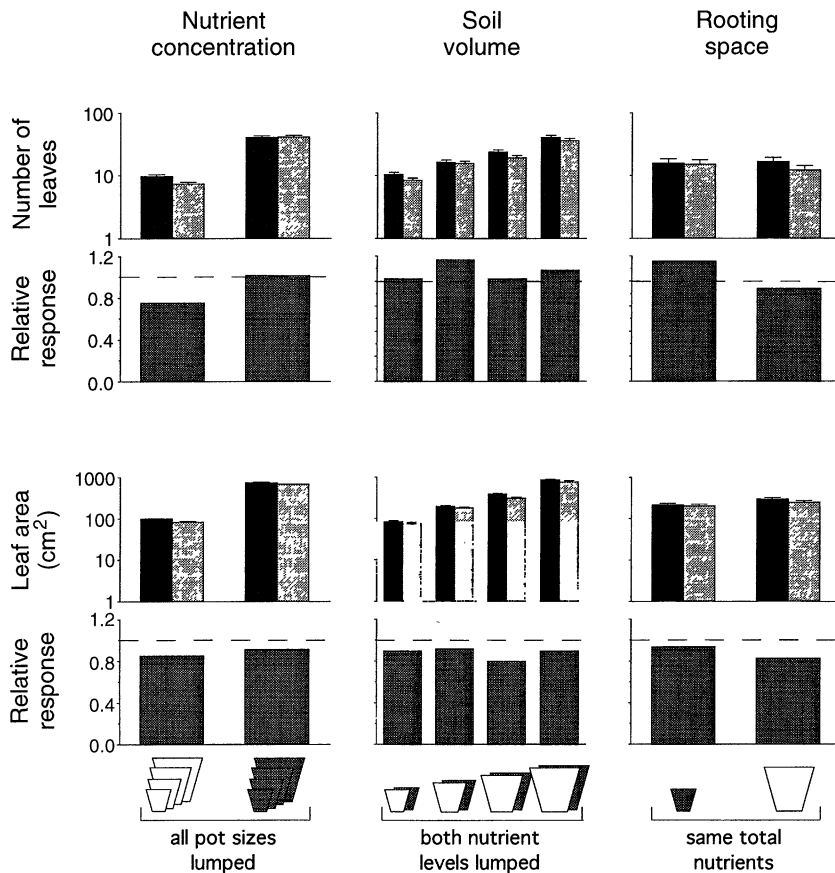 Nutrient
concentration
Soil
volume
Rooting
space
Number of
leaves
100
10
1
Relative
response
1.2
0.8
0.4
0.0
Leaf area
(cm²)
1000
100
10
1
Relative
response
1.2
0.8
0.4
0.0
all pot sizes
lumped
both nutrient
levels lumped
same total
nutrients